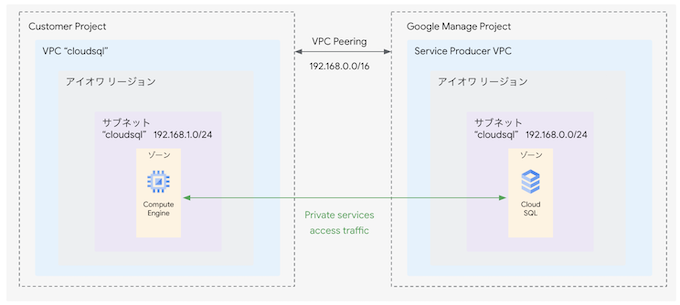 Customer Project
VPC “cloudsql”
アイオワ リージョン
サブネット
“cloudsql” 192.168.1.0/24
ゾーン
Compute
Engine
VPC Peering
192.168.0.0/16
Private services
access traffic
Google Manage Project
Service Producer VPC
アイオワ リージョン
サブネット
“cloudsql” 192.168.0.0/24
ゾーン
Cloud
SQL